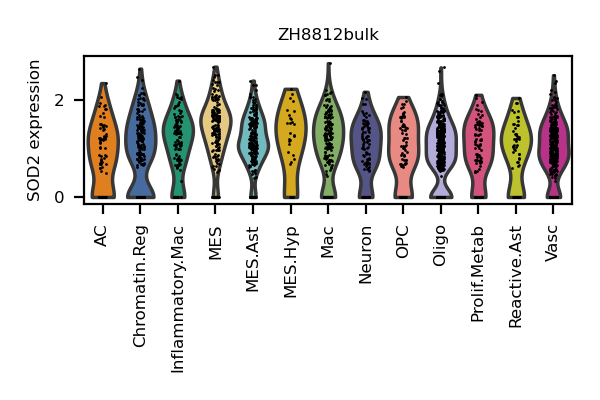 ZH8812bulk
SOD2 expression
2
0
AC
Chromatin.Reg
Inflammatory.Mac
MES
MES.Ast
MES.Hyp
Mac
Neuron
OPC
Oligo
Prolif.Metab
Reactive.Ast
Vasc